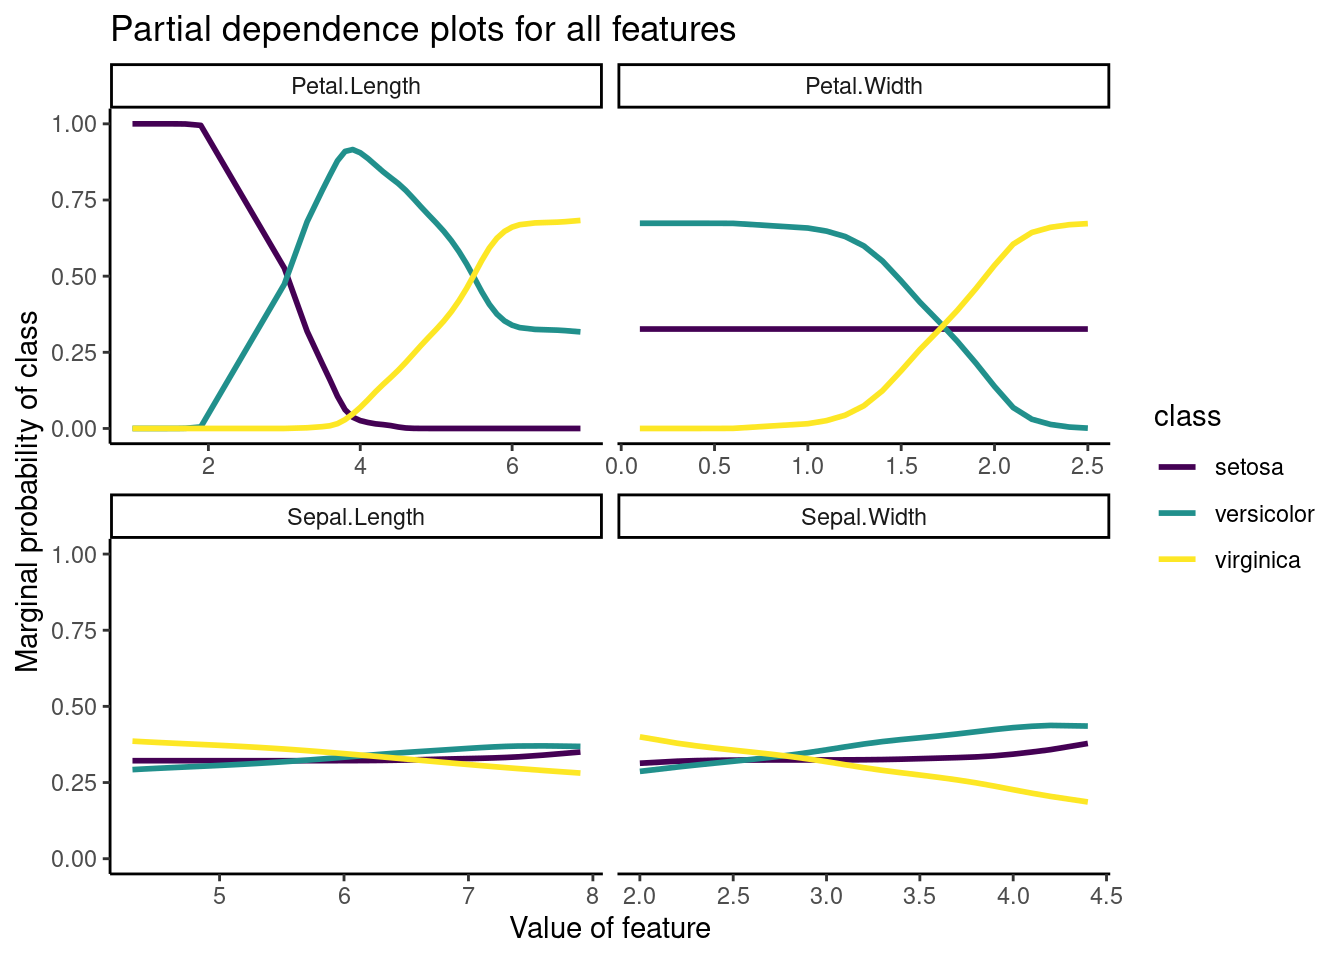 Partial dependence plots for all features
Petal.Length
Petal.Width
1.00
0.75
0.50
0.25
0.00
2 4 6
0.0 0.5 1.0 1.5 2.0 2.5
Sepal.Length
Sepal.Width
1.00
0.75
0.50
0.25
0.00
5 6 7 8
2.0 2.5 3.0 3.5 4.0 4.5
Marginal probability of class
Value of feature
class
setosa
versicolor
virginica